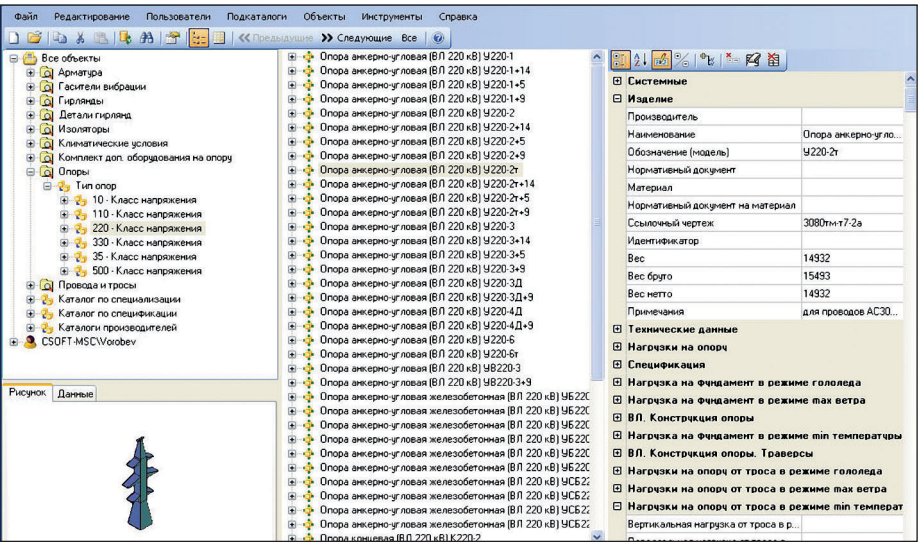 Файл Редактирование Пользователи Подкаталоги Объекты Инструменты Справка
Предыдущие Следующие Все
Все объекты
Арматура
Гасители вибрации
Гирлянды
Детали гирлянд
Изоляторы
Климатические условия
Комплект доп. оборудования на опору
Опоры
Тип опор
10 - Класс напряжения
110 - Класс напряжения
220 - Класс напряжения
330 - Класс напряжения
35 - Класс напряжения
500 - Класс напряжения
Провода и тросы
Каталог по специализации
Каталог по спецификации
Каталоги производителей
CSOFT-MSC\Vorobev
Рисунок Данные
Опора анкерно-угловая (ВЛ 220 кВ) У220-1
Опора анкерно-угловая (ВЛ 220 кВ) У220-1+14
Опора анкерно-угловая (ВЛ 220 кВ) У220-1+5
Опора анкерно-угловая (ВЛ 220 кВ) У220-1+9
Опора анкерно-угловая (ВЛ 220 кВ) У220-2
Опора анкерно-угловая (ВЛ 220 кВ) У220-2+14
Опора анкерно-угловая (ВЛ 220 кВ) У220-2+5
Опора анкерно-угловая (ВЛ 220 кВ) У220-2+9
Опора анкерно-угловая (ВЛ 220 кВ) У220-2т
Опора анкерно-угловая (ВЛ 220 кВ) У220-2т+14
Опора анкерно-угловая (ВЛ 220 кВ) У220-2т+5
Опора анкерно-угловая (ВЛ 220 кВ) У220-2т+9
Опора анкерно-угловая (ВЛ 220 кВ) У220-3
Опора анкерно-угловая (ВЛ 220 кВ) У220-3+14
Опора анкерно-угловая (ВЛ 220 кВ) У220-3+5
Опора анкерно-угловая (ВЛ 220 кВ) У220-3+9
Опора анкерно-угловая (ВЛ 220 кВ) У220-3Д
Опора анкерно-угловая (ВЛ 220 кВ) У220-3Д+9
Опора анкерно-угловая (ВЛ 220 кВ) У220-4Д
Опора анкерно-угловая (ВЛ 220 кВ) У220-4Д+9
Опора анкерно-угловая (ВЛ 220 кВ) У220-6
Опора анкерно-угловая (ВЛ 220 кВ) У220-6т
Опора анкерно-угловая (ВЛ 220 кВ) УВ220-3
Опора анкерно-угловая (ВЛ 220 кВ) УВ220-3+9
Опора анкерно-угловая железобетонная (ВЛ 220 кВ) УБ220
Опора анкерно-угловая железобетонная (ВЛ 220 кВ) УБ220
Опора анкерно-угловая железобетонная (ВЛ 220 кВ) УБ220
Опора анкерно-угловая железобетонная (ВЛ 220 кВ) УБ220
Опора анкерно-угловая железобетонная (ВЛ 220 кВ) УБ220
Опора анкерно-угловая железобетонная (ВЛ 220 кВ) УСБ22
Опора анкерно-угловая железобетонная (ВЛ 220 кВ) УСБ22
Опора анкерно-угловая железобетонная (ВЛ 220 кВ) УСБ22
Опора анкерно-угловая железобетонная (ВЛ 220 кВ) УСБ22
Опора концевая (ВЛ 220 кВ) К220-2
Системные
Изделие
Производитель
Наименование Опора анкерно-угло...
Обозначение (модель) У220-2т
Нормативный документ
Материал
Нормативный документ на материал
Ссылочный чертеж 3080тм-т7-2а
Идентификатор
Вес 14932
Вес бруто 15493
Вес нетто 14932
Примечания для проводов АС30...
Технические данные
Нагрузки на опору
Спецификация
Нагрузка на фундамент в режиме гололеда
Нагрузка на фундамент в режиме max ветра
ВЛ. Конструкция опоры
Нагрузка на фундамент в режиме min температуры
ВЛ. Конструкция опоры. Траверсы
Нагрузки на опору от троса в режиме гололеда
Нагрузки на опору от троса в режиме max ветра
Нагрузки на опору от троса в режиме min температ
Вертикальная нагрузка от троса в р...